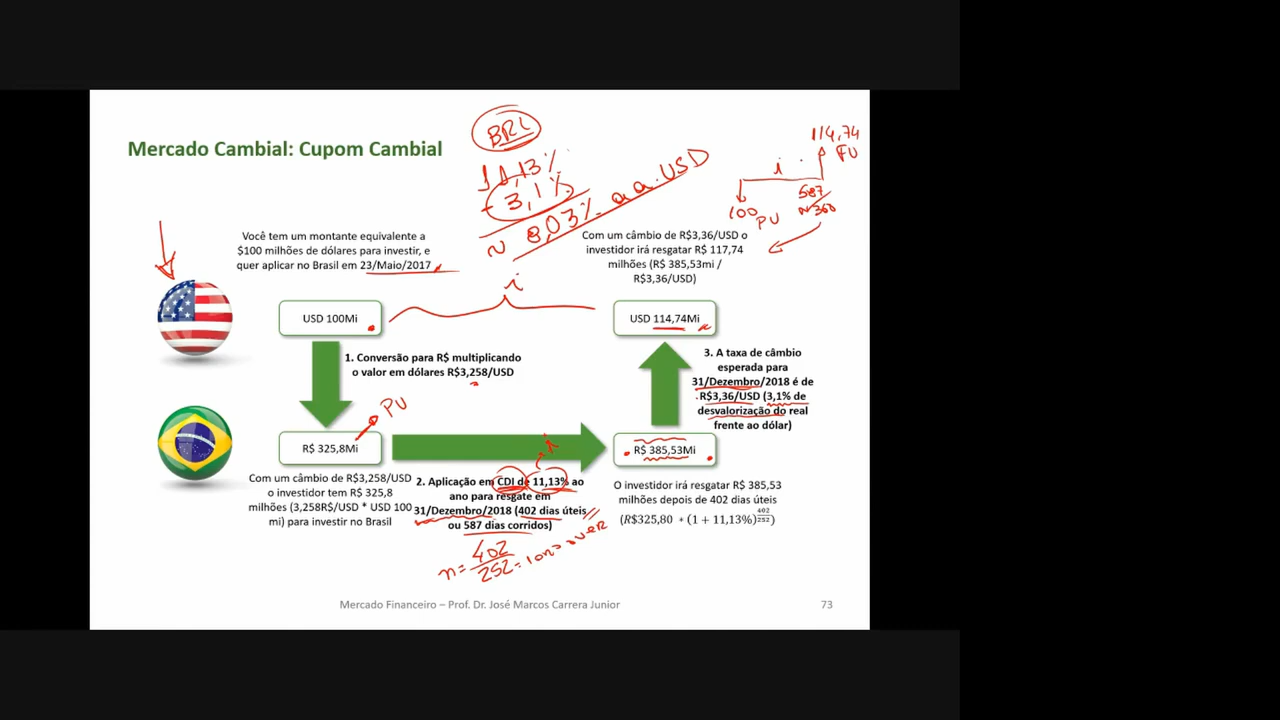 Mercado Cambial: Cupom Cambial
BRL
11,13%
- 3,1%
~ 8,03% a.a. USD
114,74
FU
i
100
PU
587
360
Você tem um montante equivalente a
$100 milhões de dólares para investir, e
quer aplicar no Brasil em 23/Maio/2017
Com um câmbio de R$3,36/USD o
investidor irá resgatar R$ 117,74
milhões (R$ 385,53mi /
R$3,36/USD)
i
USD 100Mi
USD 114,74Mi
1. Conversão para R$ multiplicando
o valor em dólares R$3,258/USD
3. A taxa de câmbio
esperada para
31/Dezembro/2018 é de
R$3,36/USD (3,1% de
desvalorização do real
frente ao dólar)
PU
R$ 325,8Mi
i
R$ 385,53Mi
Com um câmbio de R$3,258/USD
o investidor tem R$ 325,8
milhões (3,258R$/USD * USD 100
mi) para investir no Brasil
2. Aplicação em CDI de 11,13% ao
ano para resgate em
31/Dezembro/2018 (402 dias úteis
ou 587 dias corridos)
O investidor irá resgatar R$ 385,53
milhões depois de 402 dias úteis
(R$325,80 * (1 + 11,13%)^(402/252))
n = 402
252 = over
Mercado Financeiro – Prof. Dr. José Marcos Carrera Junior
73